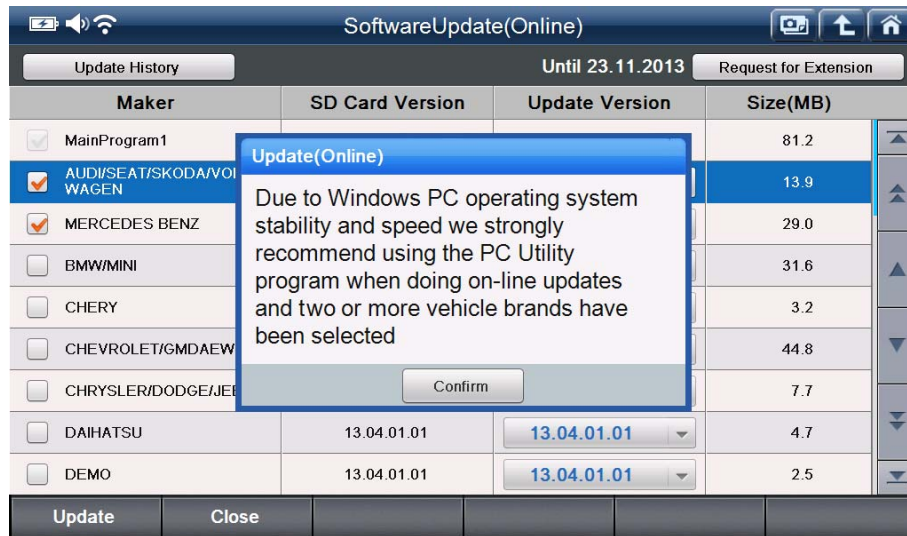 SoftwareUpdate(Online)
Update History
Until 23.11.2013
Request for Extension
Maker
SD Card Version
Update Version
Size(MB)
MainProgram1
81.2
AUDI/SEAT/SKODA/VOL
WAGEN
13.9
MERCEDES BENZ
29.0
BMW/MINI
31.6
CHERY
3.2
CHEVROLET/GMDAEW
44.8
CHRYSLER/DODGE/JEE
7.7
DAIHATSU
13.04.01.01
13.04.01.01
4.7
DEMO
13.04.01.01
13.04.01.01
2.5
Update(Online)
Due to Windows PC operating system
stability and speed we strongly
recommend using the PC Utility
program when doing on-line updates
and two or more vehicle brands have
been selected
Confirm
Update
Close